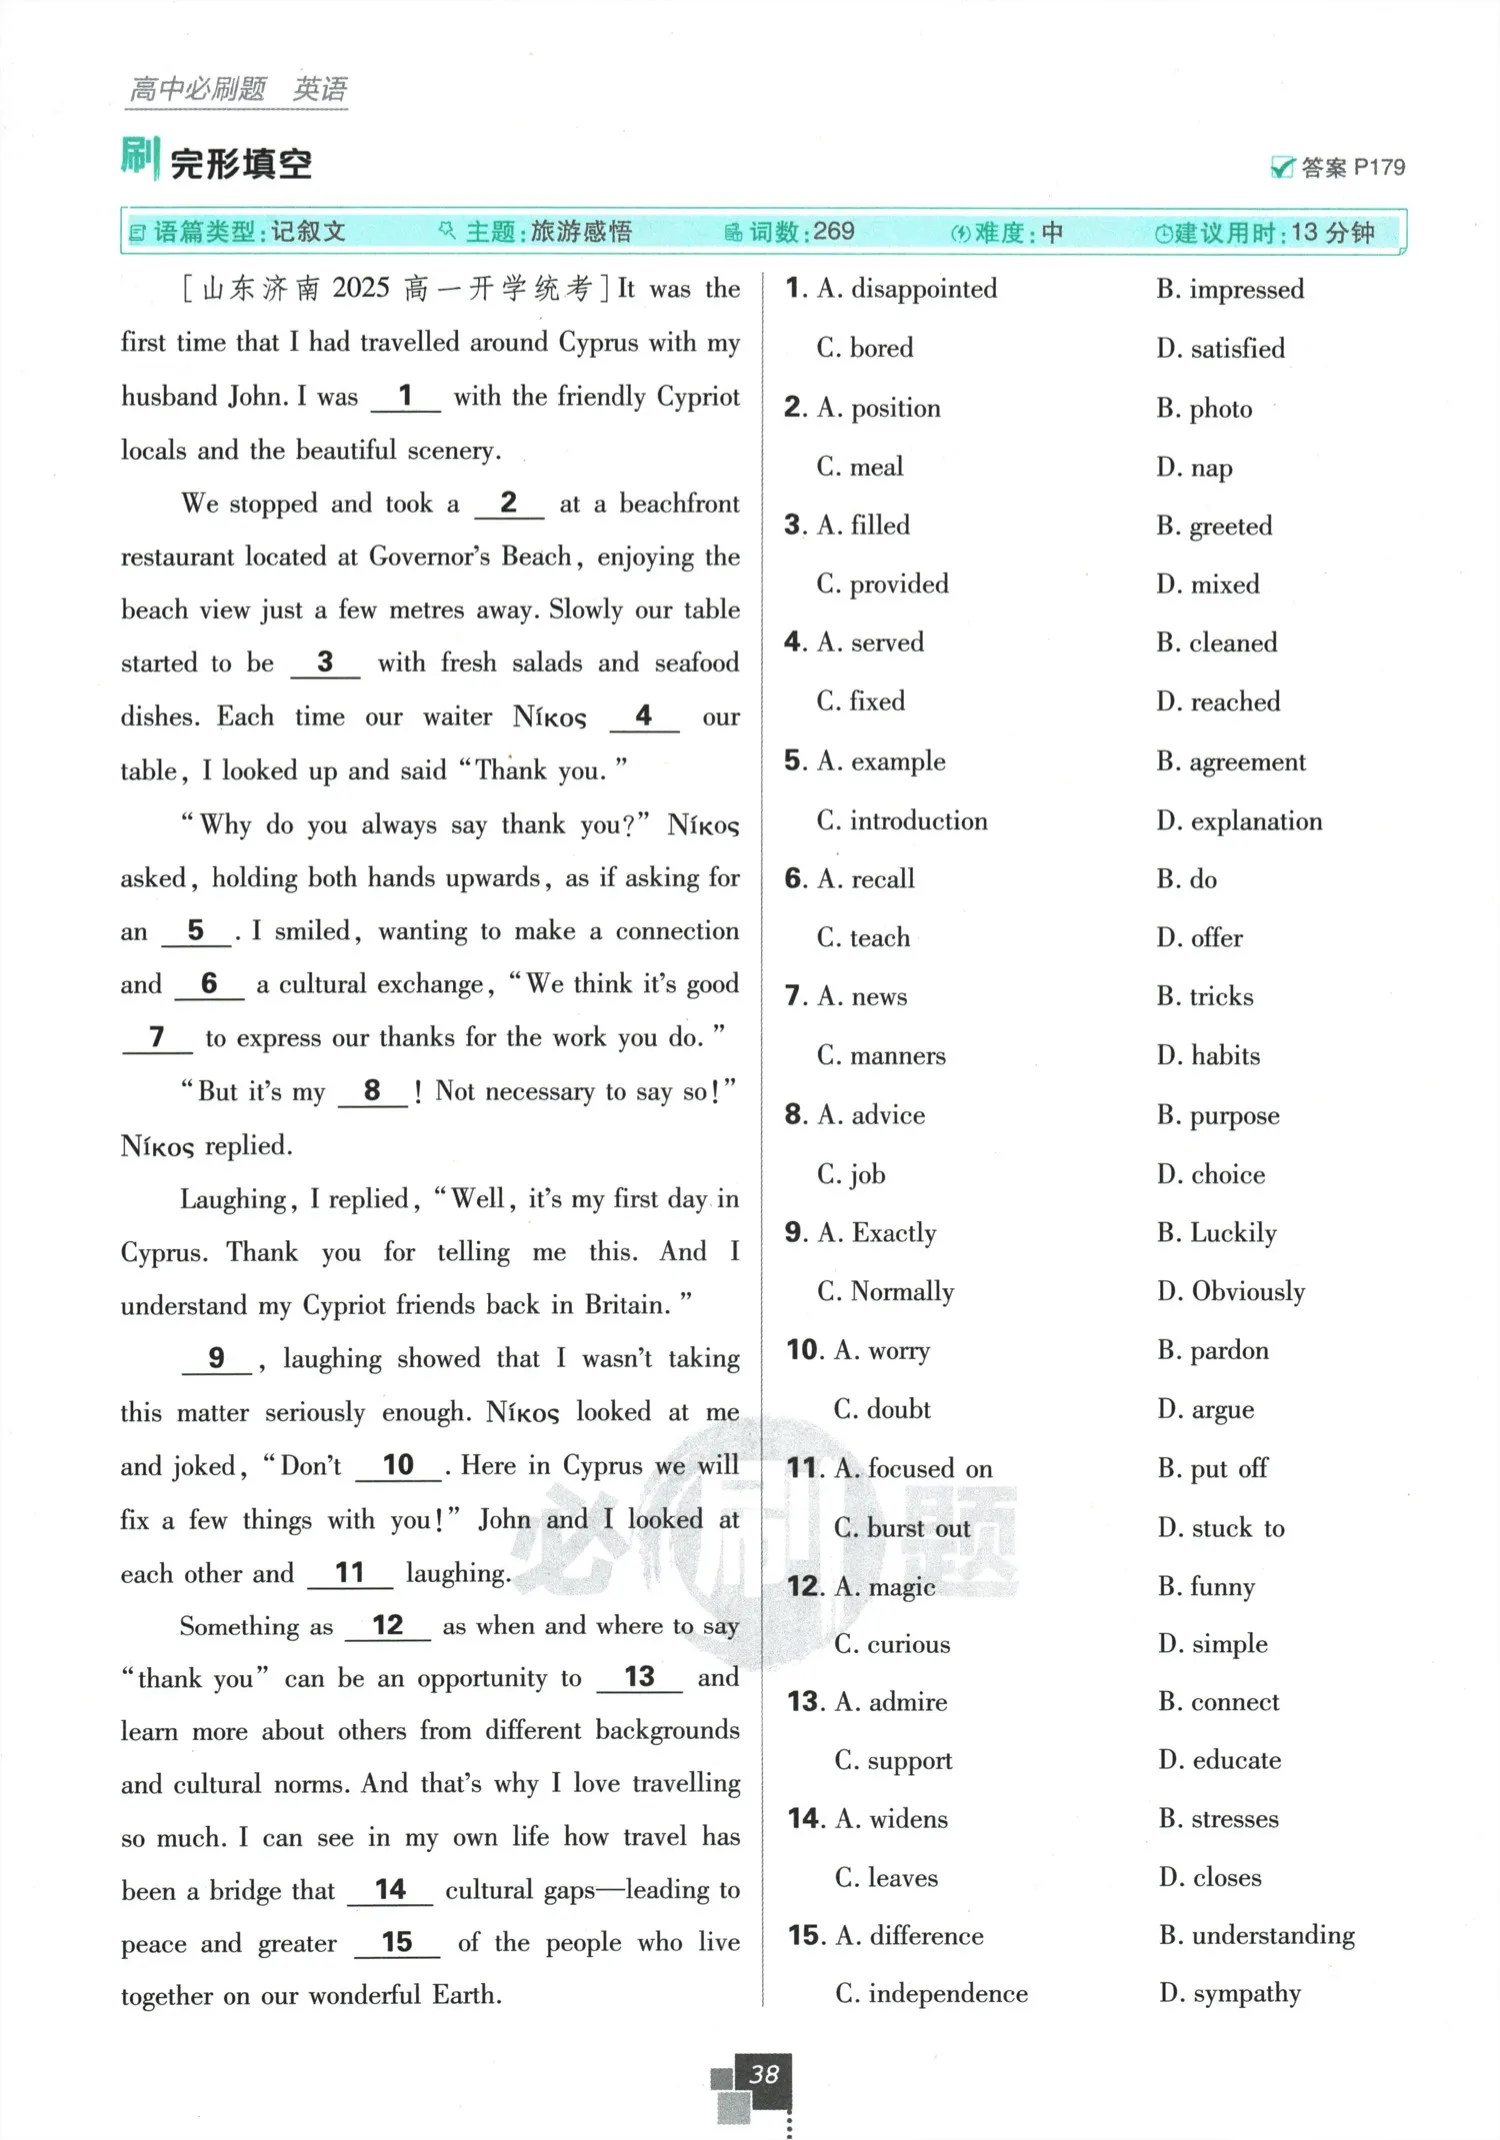 高中必刷题 英语
刷 完形填空
答案 P179
语篇类型:记叙文 主题:旅游感悟 词数:269 难度:中 建议用时:13 分钟
[山东济南 2025 高一开学统考]It was the
first time that I had travelled around Cyprus with my
husband John. I was 1 with the friendly Cypriot
locals and the beautiful scenery.
We stopped and took a 2 at a beachfront
restaurant located at Governor's Beach, enjoying the
beach view just a few metres away. Slowly our table
started to be 3 with fresh salads and seafood
dishes. Each time our waiter Níκος 4 our
table, I looked up and said “Thank you. ”
“Why do you always say thank you?” Níκος
asked, holding both hands upwards, as if asking for
an 5 . I smiled, wanting to make a connection
and 6 a cultural exchange, “We think it's good
7 to express our thanks for the work you do. ”
“But it's my 8 ! Not necessary to say so!”
Níκος replied.
Laughing, I replied, “Well, it's my first day in
Cyprus. Thank you for telling me this. And I
understand my Cypriot friends back in Britain. ”
9 , laughing showed that I wasn't taking
this matter seriously enough. Níκος looked at me
and joked, “Don't 10 . Here in Cyprus we will
fix a few things with you!” John and I looked at
each other and 11 laughing.
Something as 12 as when and where to say
“thank you” can be an opportunity to 13 and
learn more about others from different backgrounds
and cultural norms. And that's why I love travelling
so much. I can see in my own life how travel has
been a bridge that 14 cultural gaps—leading to
peace and greater 15 of the people who live
together on our wonderful Earth.
1. A. disappointed B. impressed
C. bored D. satisfied
2. A. position B. photo
C. meal D. nap
3. A. filled B. greeted
C. provided D. mixed
4. A. served B. cleaned
C. fixed D. reached
5. A. example B. agreement
C. introduction D. explanation
6. A. recall B. do
C. teach D. offer
7. A. news B. tricks
C. manners D. habits
8. A. advice B. purpose
C. job D. choice
9. A. Exactly B. Luckily
C. Normally D. Obviously
10. A. worry B. pardon
C. doubt D. argue
11. A. focused on B. put off
C. burst out D. stuck to
12. A. magic B. funny
C. curious D. simple
13. A. admire B. connect
C. support D. educate
14. A. widens B. stresses
C. leaves D. closes
15. A. difference B. understanding
C. independence D. sympathy
必刷题
38